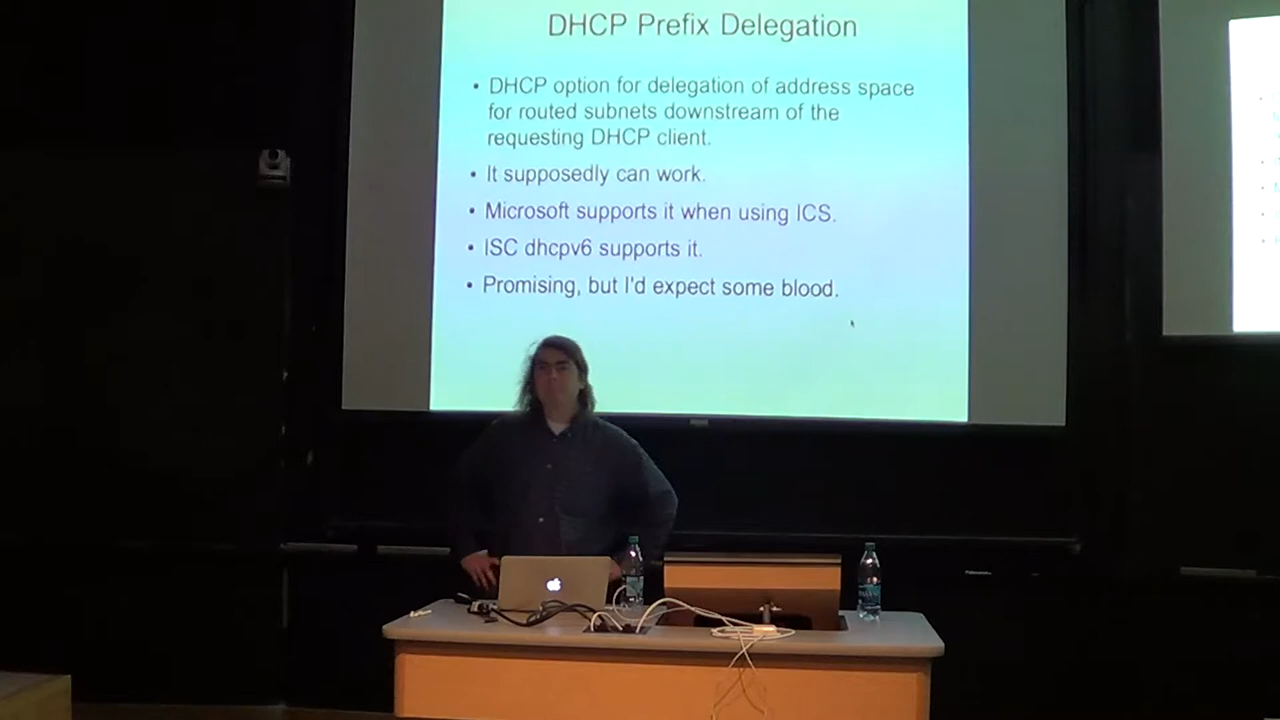 DHCP Prefix Delegation
• DHCP option for delegation of address space
for routed subnets downstream of the
requesting DHCP client.
• It supposedly can work.
• Microsoft supports it when using ICS.
• ISC dhcpv6 supports it.
• Promising, but I'd expect some blood.